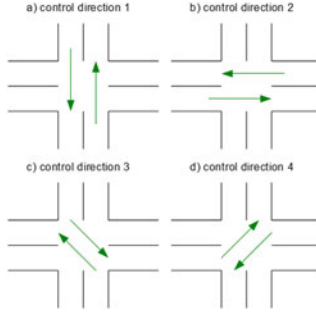 a) control direction 1
b) control direction 2
c) control direction 3
d) control direction 4